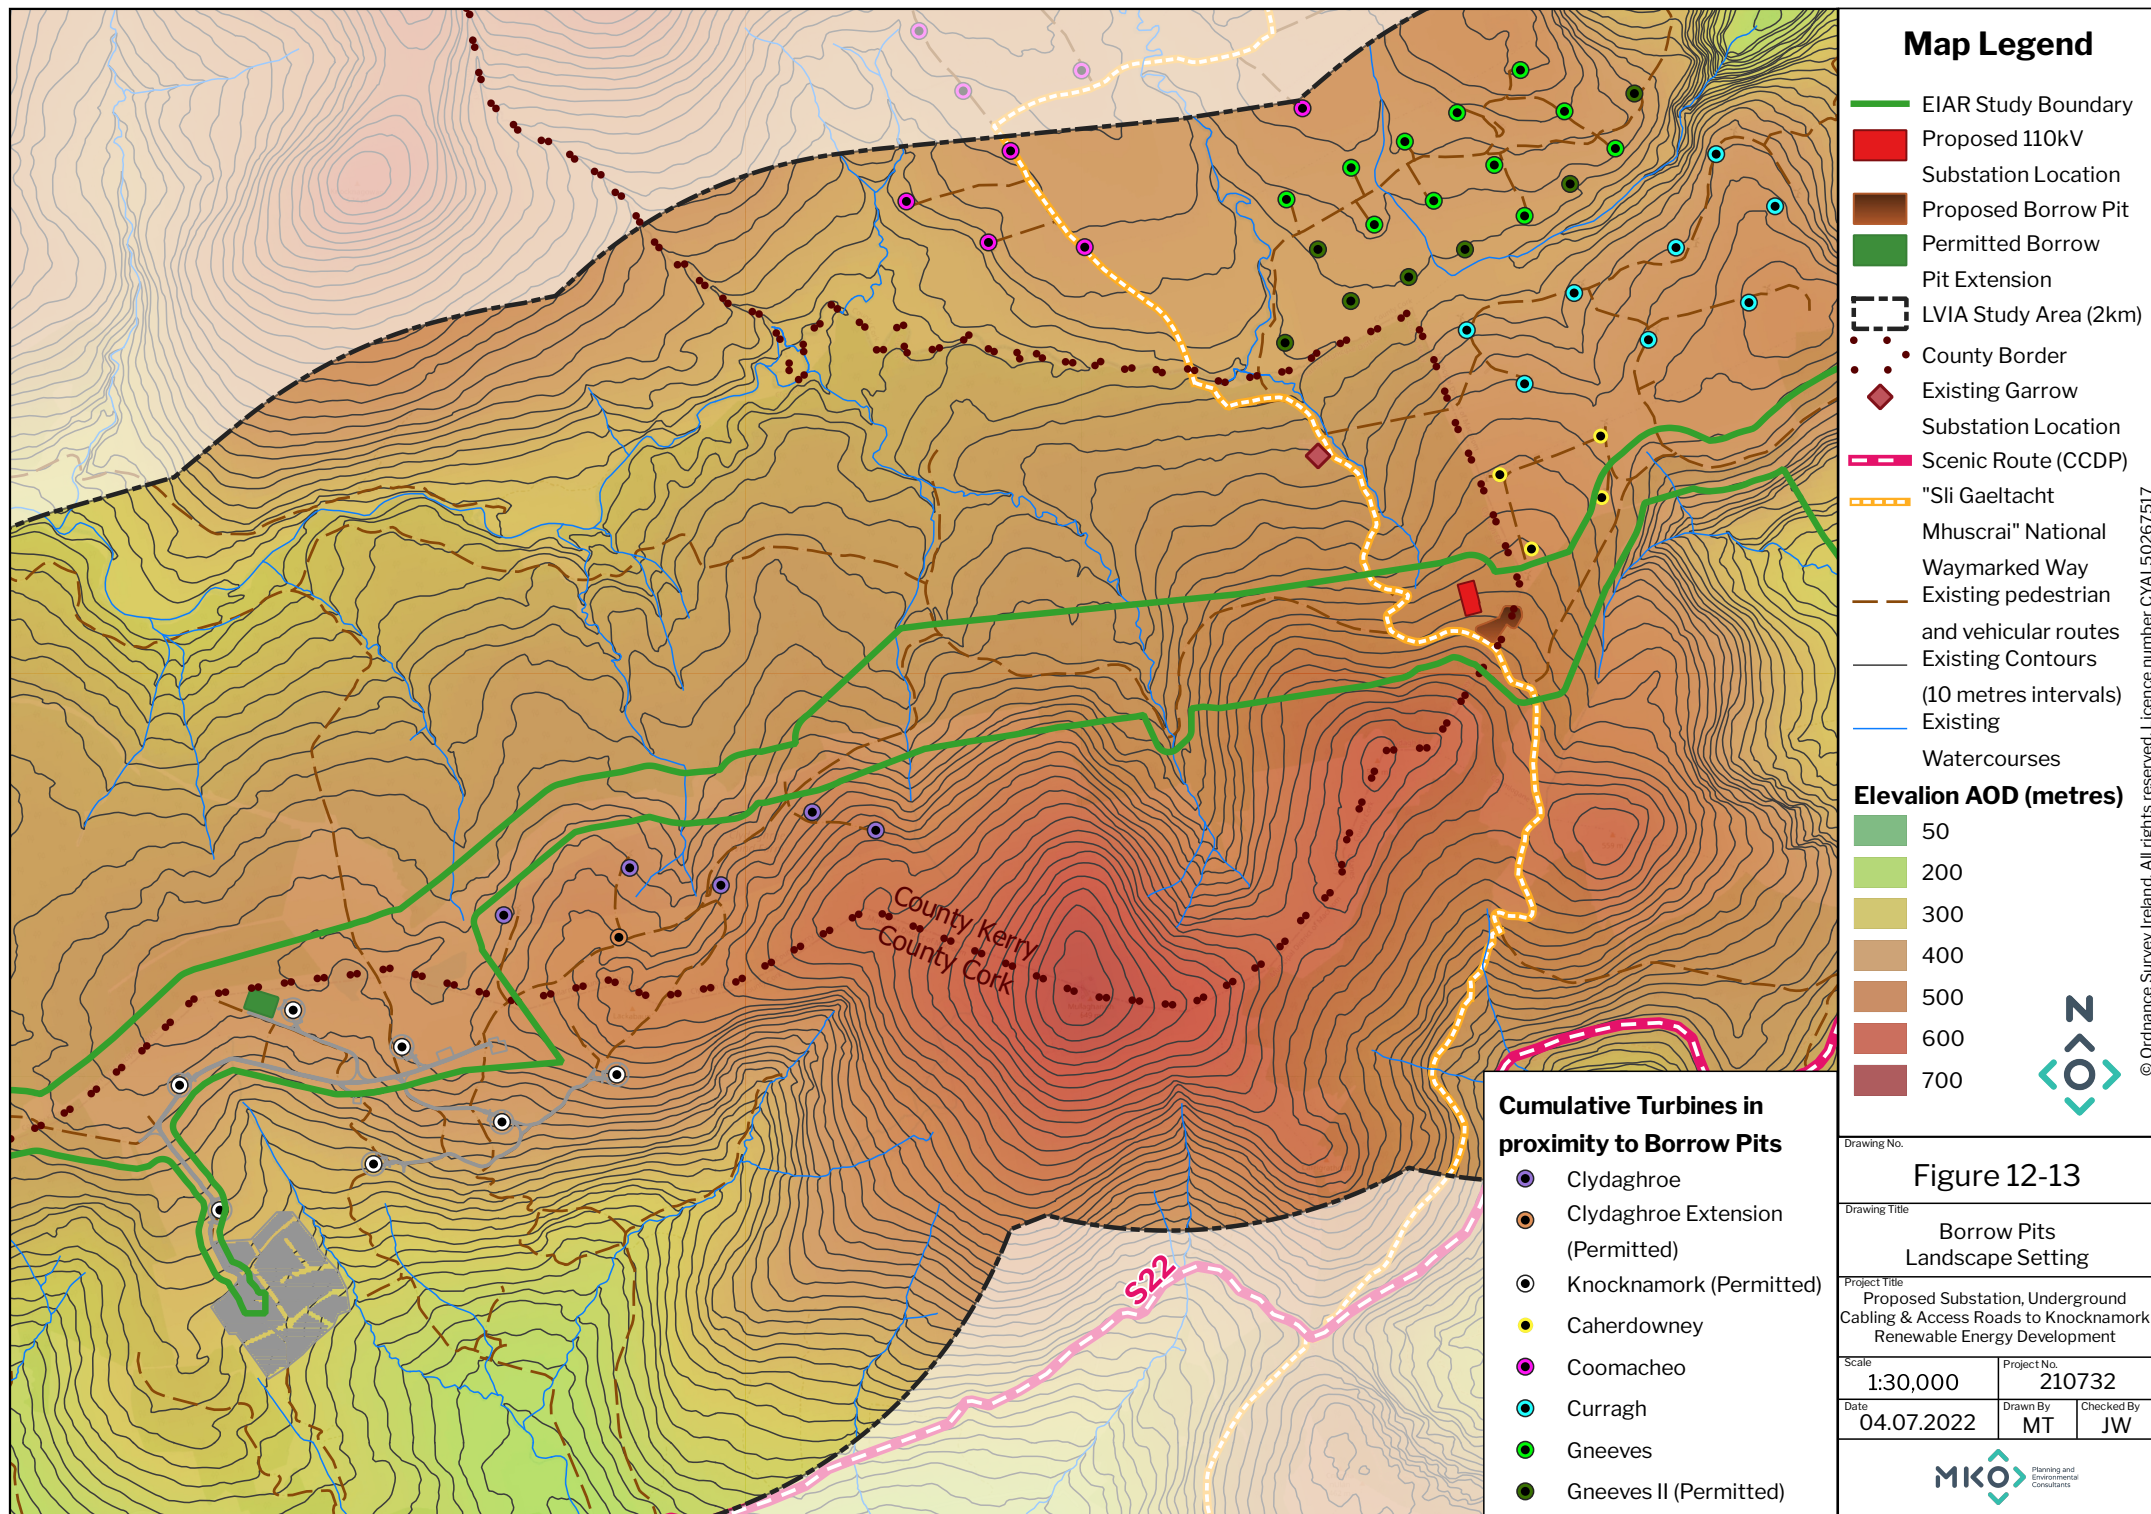 Map Legend
EIAR Study Boundary
Proposed 110kV
Substation Location
Proposed Borrow Pit
Permitted Borrow
Pit Extension
LVIA Study Area (2km)
County Border
Existing Garrow
Substation Location
Scenic Route (CCDP)
"Sli Gaeltacht
Mhuscrai" National
Waymarked Way
Existing pedestrian
and vehicular routes
Existing Contours
(10 metres intervals)
Existing
Watercourses
Elevalion AOD (metres)
50
200
300
400
500
600
700
N
© Ordnance Survey Ireland. All rights reserved. Licence number CYAL50267517
County Kerry
County Cork
S22
Cumulative Turbines in
proximity to Borrow Pits
Clydaghroe
Clydaghroe Extension
(Permitted)
Knocknamork (Permitted)
Caherdowney
Coomacheo
Curragh
Gneeves
Gneeves II (Permitted)
Drawing No.
Figure 12-13
Drawing Title
Borrow Pits
Landscape Setting
Project Title
Proposed Substation, Underground
Cabling & Access Roads to Knocknamork
Renewable Energy Development
Scale
1:30,000
Project No.
210732
Date
04.07.2022
Drawn By
MT
Checked By
JW
MKO
Planning and
Environmental
Consultants